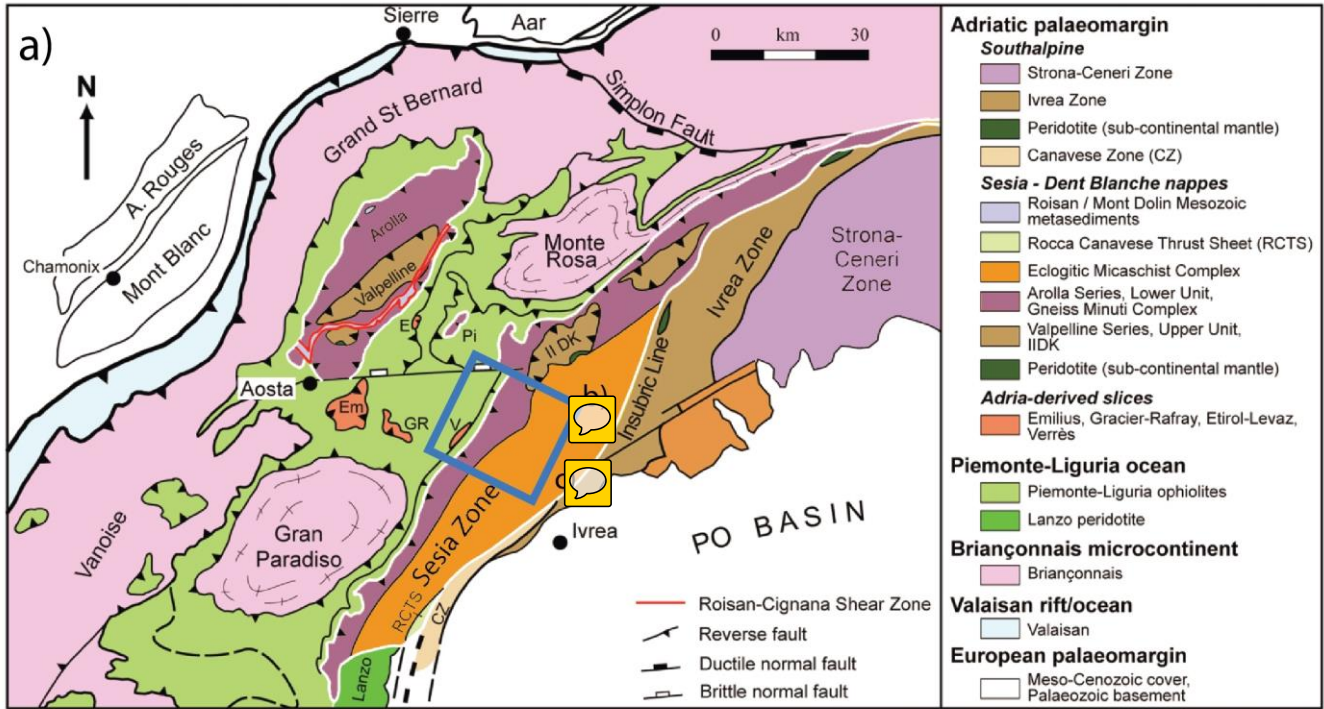 a)
Sierre
Aar
0 km 30
N
A. Rouges
Mont Blanc
Chamonix
Grand St Bernard
Simplon Fault
Arolla
Valpelline
Monte
Rosa
Strona-
Ceneri
Zone
Ivrea Zone
E
Pi
II DK
Insubric Line
Aosta
Em
GR
V
b)
Vanoise
Gran
Paradiso
Sesia Zone
Ivrea
PO BASIN
RCTS
CZ
Lanzo
Roisan-Cignana Shear Zone
Reverse fault
Ductile normal fault
Brittle normal fault
Adriatic palaeomargin
Southalpine
Strona-Ceneri Zone
Ivrea Zone
Peridotite (sub-continental mantle)
Canavese Zone (CZ)
Sesia - Dent Blanche nappes
Roisan / Mont Dolin Mesozoic
metasediments
Rocca Canavese Thrust Sheet (RCTS)
Eclogitic Micaschist Complex
Arolla Series, Lower Unit,
Gneiss Minuti Complex
Valpelline Series, Upper Unit,
IIDK
Peridotite (sub-continental mantle)
Adria-derived slices
Emilius, Gracier-Rafray, Etirol-Levaz,
Verrès
Piemonte-Liguria ocean
Piemonte-Liguria ophiolites
Lanzo peridotite
Briançonnais microcontinent
Briançonnais
Valaisan rift/ocean
Valaisan
European palaeomargin
Meso-Cenozoic cover,
Palaeozoic basement